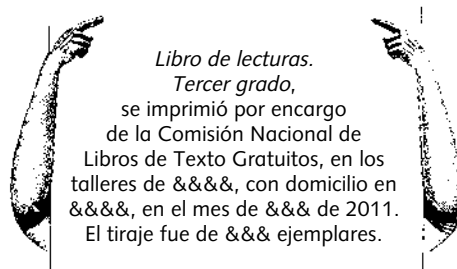 Libro de lecturas.
Tercer grado,
se imprimió por encargo
de la Comisión Nacional de
Libros de Texto Gratuitos, en los
talleres de &&&&, con domicilio en
&&&&, en el mes de &&& de 2011.
El tiraje fue de &&& ejemplares.